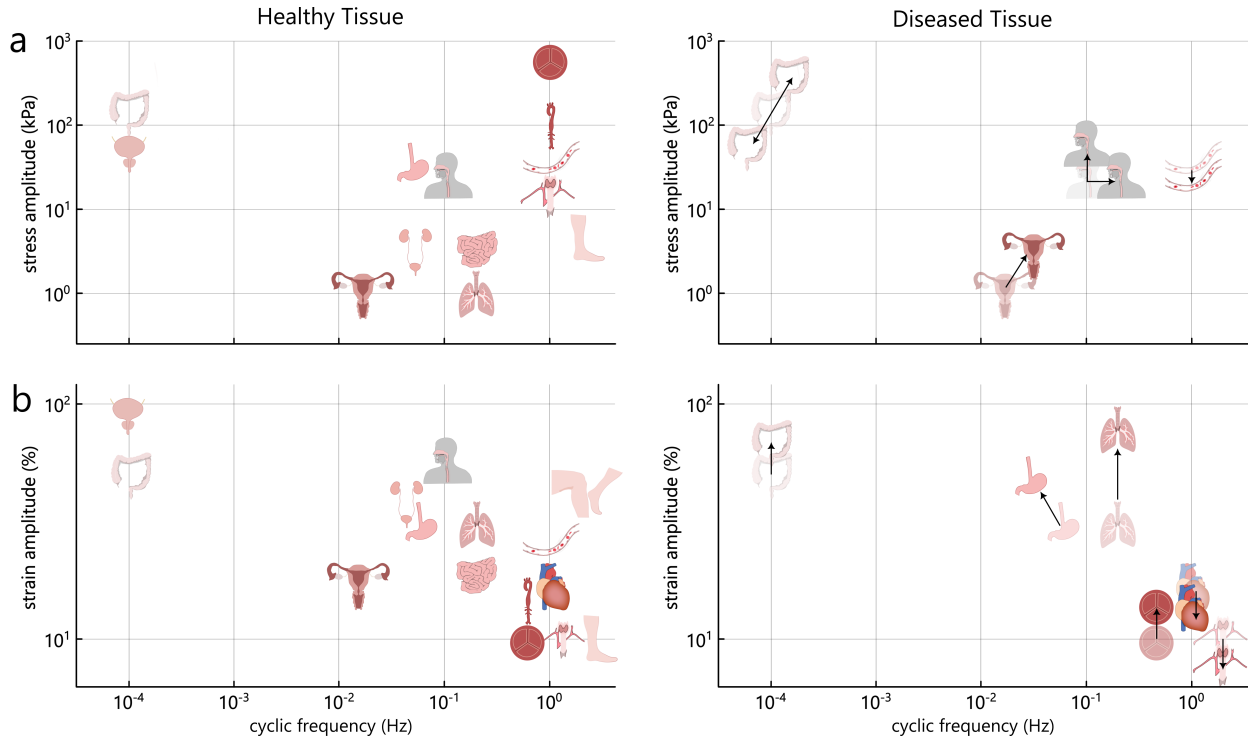 Healthy Tissue
Diseased Tissue
a
stress amplitude (kPa)
10³
10²
10¹
10⁰
stress amplitude (kPa)
10³
10²
10¹
10⁰
b
strain amplitude (%)
10²
10¹
10⁻⁴ 10⁻³ 10⁻² 10⁻¹ 10⁰
cyclic frequency (Hz)
strain amplitude (%)
10²
10¹
10⁻⁴ 10⁻³ 10⁻² 10⁻¹ 10⁰
cyclic frequency (Hz)